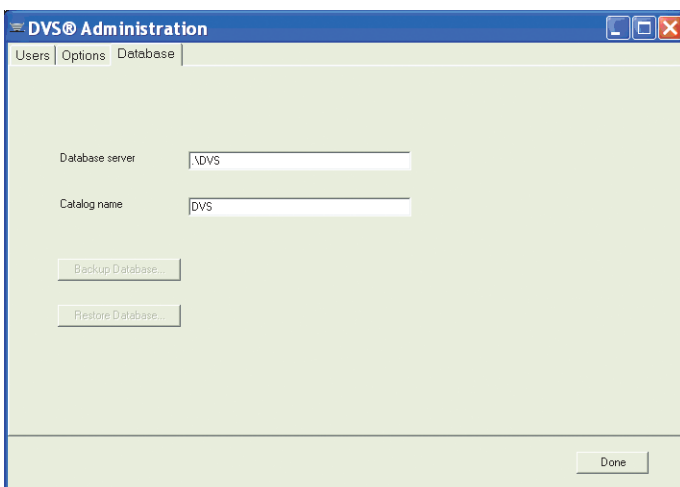 DVS® Administration
Users Options Database
Database server .\DVS
Catalog name DVS
Backup Database...
Restore Database...
Done